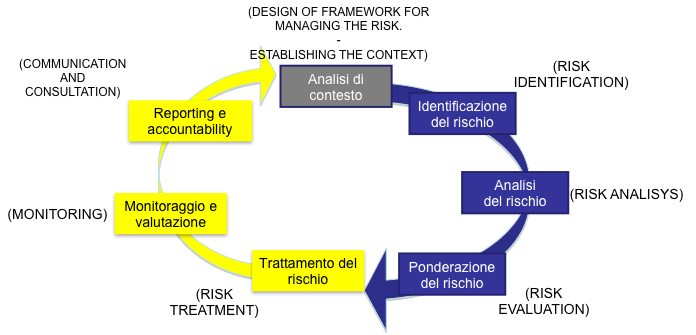 (DESIGN OF FRAMEWORK FOR
MANAGING THE RISK.
-
ESTABLISHING THE CONTEXT)
Analisi di
contesto
(RISK
IDENTIFICATION)
Identificazione
del rischio
Analisi
del rischio
(RISK ANALISYS)
Ponderazione
del rischio
(RISK
EVALUATION)
Trattamento del
rischio
(RISK
TREATMENT)
Monitoraggio e
valutazione
(MONITORING)
Reporting e
accountability
(COMMUNICATION
AND
CONSULTATION)